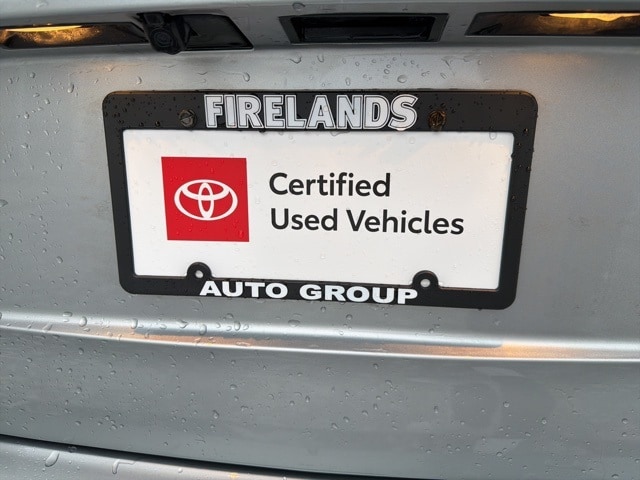 FIRELANDS
Certified
Used Vehicles
AUTO GROUP